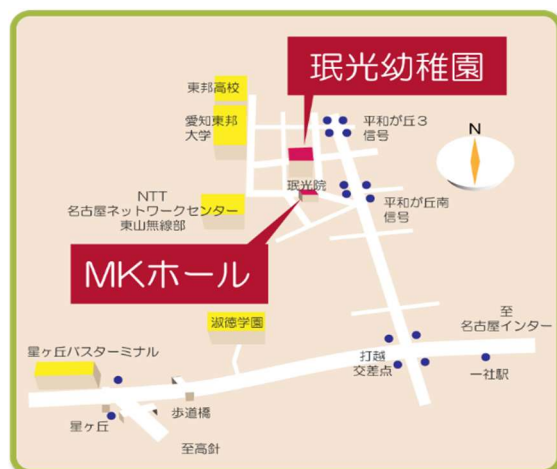 珉光幼稚園
東邦高校
愛知東邦
大学
平和が丘3
信号
N
珉光院
NTT
名古屋ネットワークセンター
東山無線部
平和が丘南
信号
MKホール
淑徳学園
至
名古屋インター
星ヶ丘バスターミナル
打越
交差点
一社駅
歩道橋
星ヶ丘
至高針